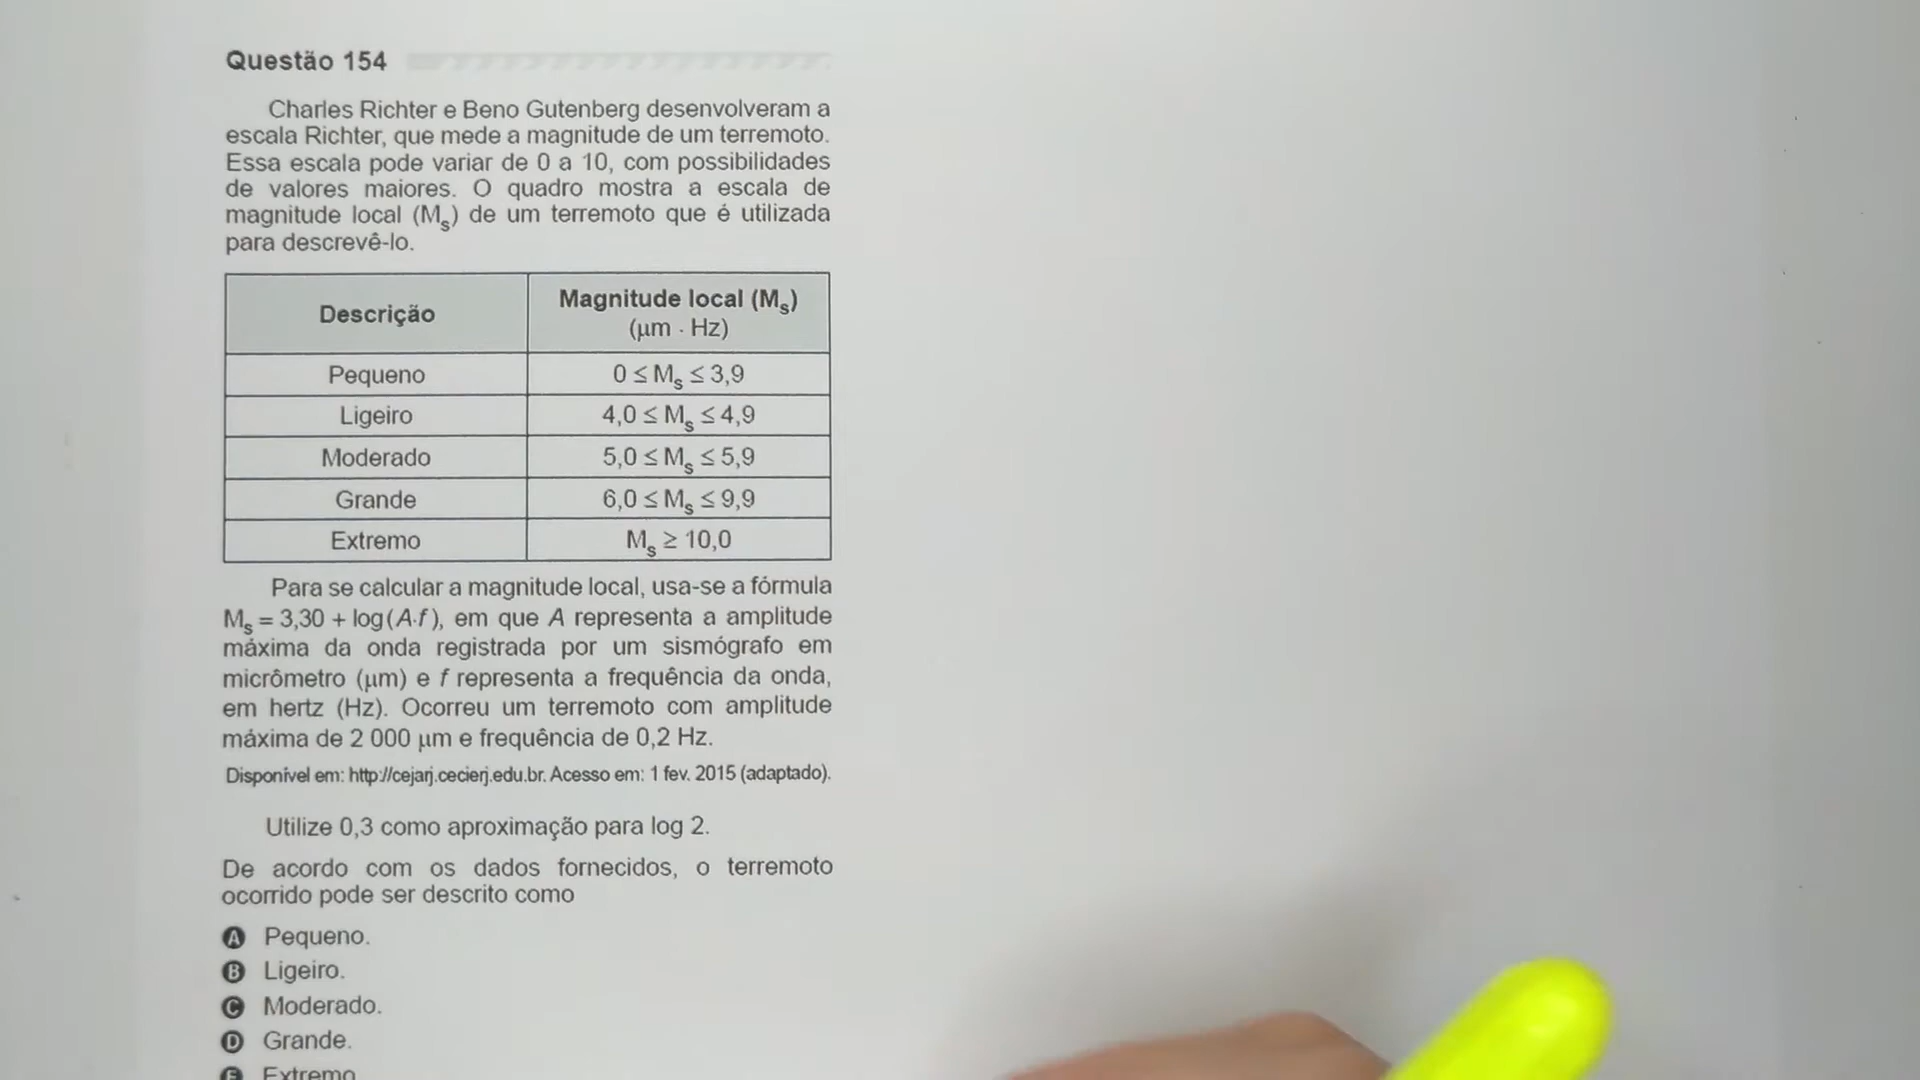 Questão 154
Charles Richter e Beno Gutenberg desenvolveram a
escala Richter, que mede a magnitude de um terremoto.
Essa escala pode variar de 0 a 10, com possibilidades
de valores maiores. O quadro mostra a escala de
magnitude local (Ms) de um terremoto que é utilizada
para descrevê-lo.
Descrição
Magnitude local (Ms)
(µm · Hz)
Pequeno
0 ≤ Ms ≤ 3,9
Ligeiro
4,0 ≤ Ms ≤ 4,9
Moderado
5,0 ≤ Ms ≤ 5,9
Grande
6,0 ≤ Ms ≤ 9,9
Extremo
Ms ≥ 10,0
Para se calcular a magnitude local, usa-se a fórmula
Ms = 3,30 + log(A·f), em que A representa a amplitude
máxima da onda registrada por um sismógrafo em
micrômetro (µm) e f representa a frequência da onda,
em hertz (Hz). Ocorreu um terremoto com amplitude
máxima de 2 000 µm e frequência de 0,2 Hz.
Disponível em: http://cejarj.cecierj.edu.br. Acesso em: 1 fev. 2015 (adaptado).
Utilize 0,3 como aproximação para log 2.
De acordo com os dados fornecidos, o terremoto
ocorrido pode ser descrito como
A Pequeno.
B Ligeiro.
C Moderado.
D Grande.
E Extremo